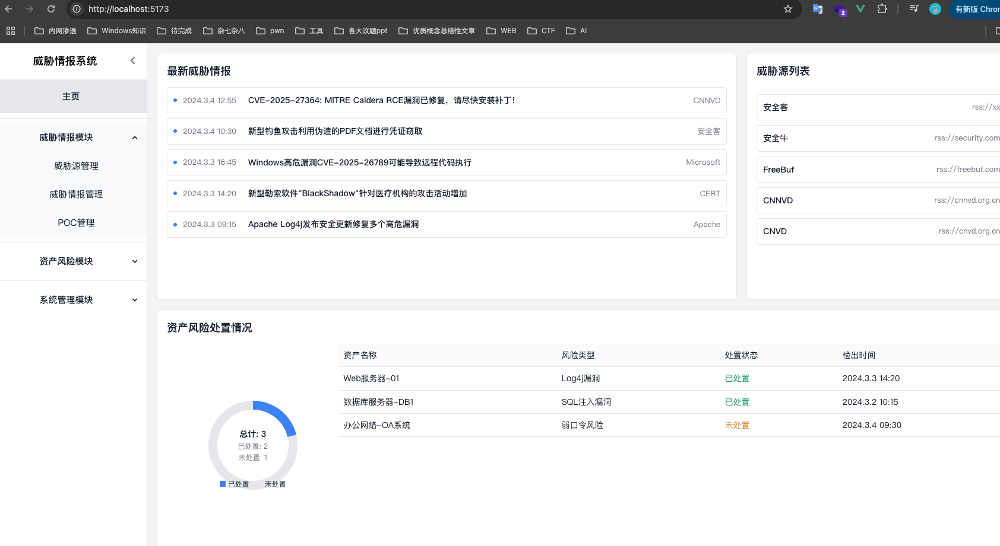 http://localhost:5173
2
有新版 Chror
内网渗透
Windows知识
待完成
杂七杂八
pwn
工具
各大议题ppt
优质概念总结性文章
WEB
CTF
AI
威胁情报系统
主页
威胁情报模块
威胁源管理
威胁情报管理
POC管理
资产风险模块
系统管理模块
最新威胁情报
2024.3.4 12:55 CVE-2025-27364: MITRE Caldera RCE漏洞已修复，请尽快安装补丁！ CNNVD
2024.3.4 10:30 新型钓鱼攻击利用伪造的PDF文档进行凭证窃取 安全客
2024.3.3 16:45 Windows高危漏洞CVE-2025-26789可能导致远程代码执行 Microsoft
2024.3.3 14:20 新型勒索软件"BlackShadow"针对医疗机构的攻击活动增加 CERT
2024.3.3 09:15 Apache Log4j发布安全更新修复多个高危漏洞 Apache
威胁源列表
安全客 rss://xx
安全牛 rss://security.com
FreeBuf rss://freebuf.com
CNNVD rss://cnnvd.org.cn
CNVD rss://cnvd.org.cn
资产风险处置情况
总计: 3
已处置: 2
未处置: 1
已处置 未处置
资产名称 风险类型 处置状态 检出时间
Web服务器-01 Log4j漏洞 已处置 2024.3.3 14:20
数据库服务器-DB1 SQL注入漏洞 已处置 2024.3.2 10:15
办公网络-OA系统 弱口令风险 未处置 2024.3.4 09:30